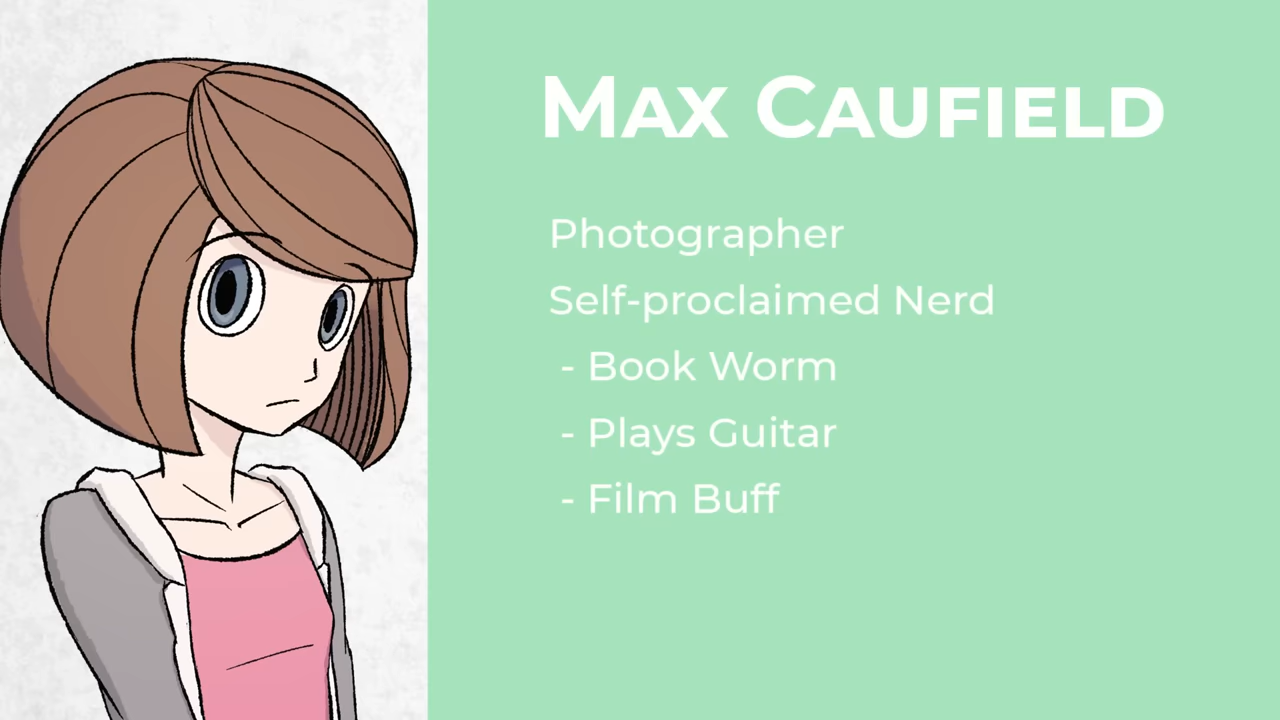 Max Caufield
Photographer
Self-proclaimed Nerd
- Book Worm
- Plays Guitar
- Film Buff